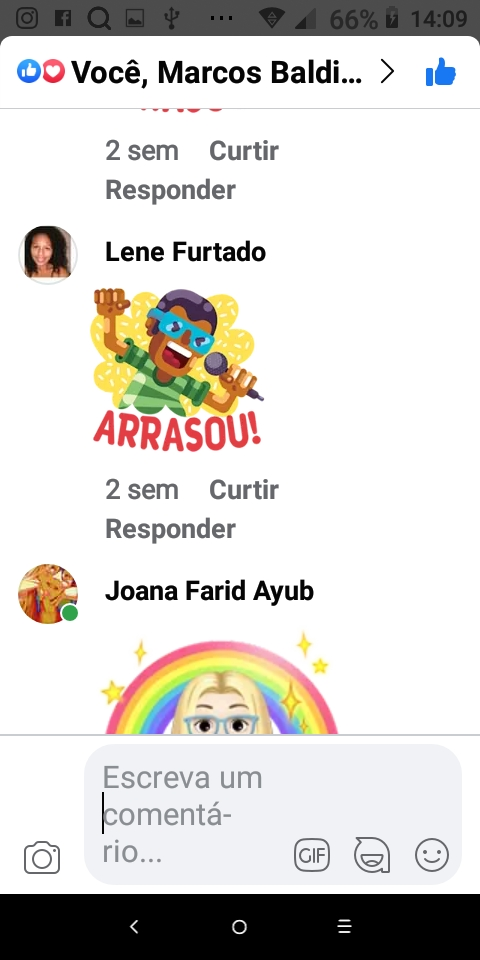 66% 14:09
Você, Marcos Baldi...
2 sem Curtir
Responder
Lene Furtado
ARRASOU!
2 sem Curtir
Responder
Joana Farid Ayub
Escreva um
comentá-
rio...
GIF